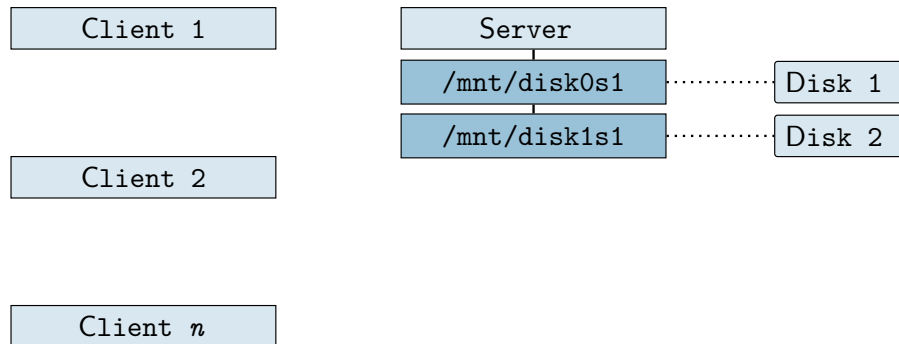 Client 1
Server
/mnt/disk0s1
Disk 1
/mnt/disk1s1
Disk 2
Client 2
Client n